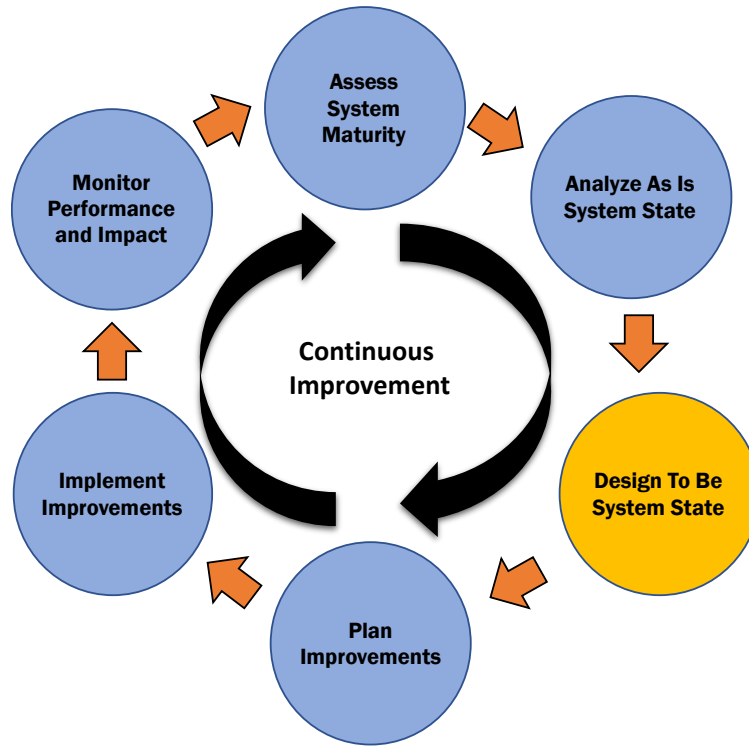 Assess
System
Maturity
Analyze As Is
System State
Design To Be
System State
Plan
Improvements
Implement
Improvements
Monitor
Performance
and Impact
Continuous
Improvement